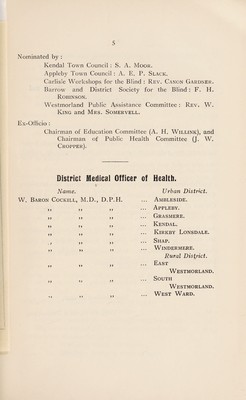 5
Nominated by :
Kendal Town Council : S. A. Moor.
Appleby Town Council : A. E. P. Slack.
Carlisle Workshops for the Blind : Rev. Canon Gardner.
Barrow and District Society for the Blind : F. H.
Robinson.
Westmorland Public Assistance Committee : Rev. W.
King and Mrs. Somervell.
Ex-Officio :
Chairman of Education Committee (A. H. Willink), and
Chairman of Public Health Committee (J. W.
Cropper).
District Medical Officer of Health.
Name. Urban District.
W. Baron Cockill, M.D., D.P.H. ... Ambleside.
,, ,, ,, ... Appleby.
,, ,, ,, ... Grasmere.
,, ,, ,, ... Kendal.
,, ,, ,, ... Kirkby Lonsdale.
,, ,, ,, ... Shap.
,, ,, ,, ... Windermere.
Rural District.
,, ,, ,, ... East
Westmorland.
,, ,, ,, ... South
Westmorland.
,, ,, ,, ... West Ward.